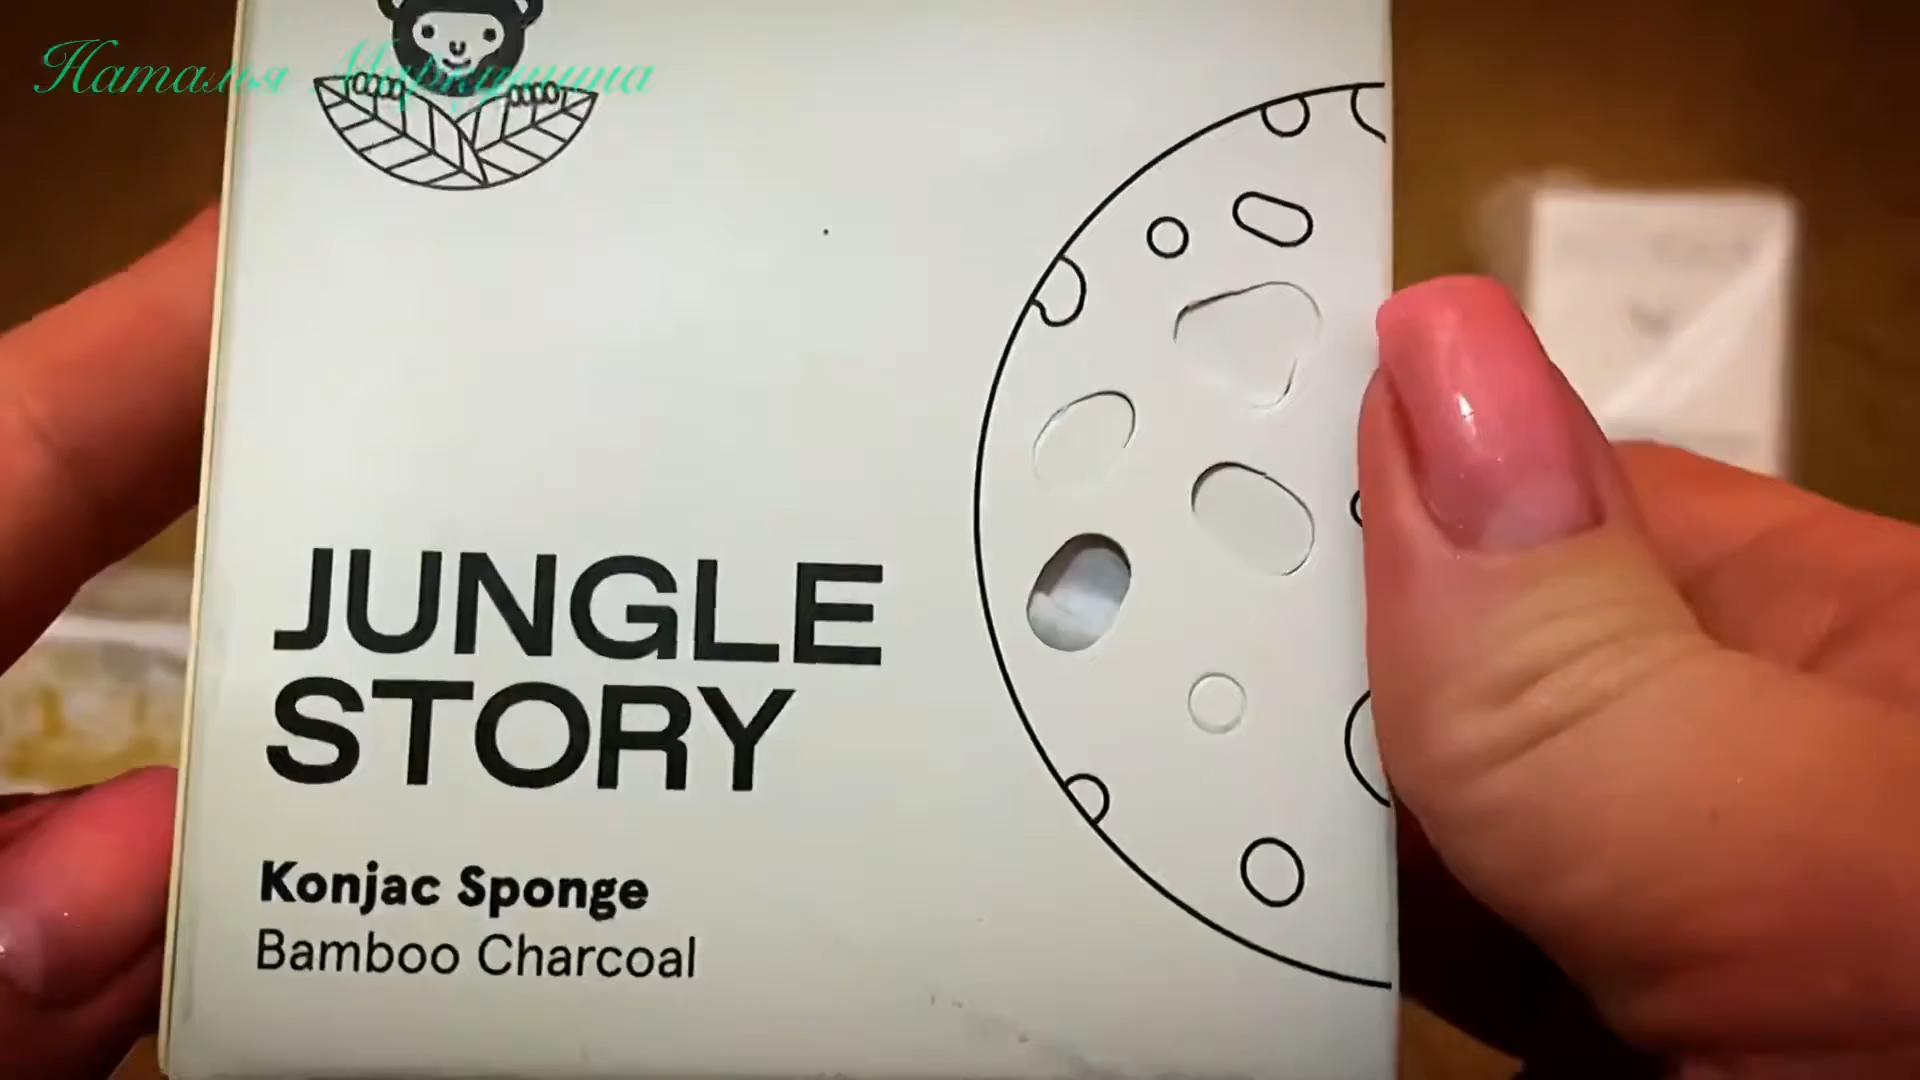 Наталья
JUNGLE
STORY
Konjac Sponge
Bamboo Charcoal